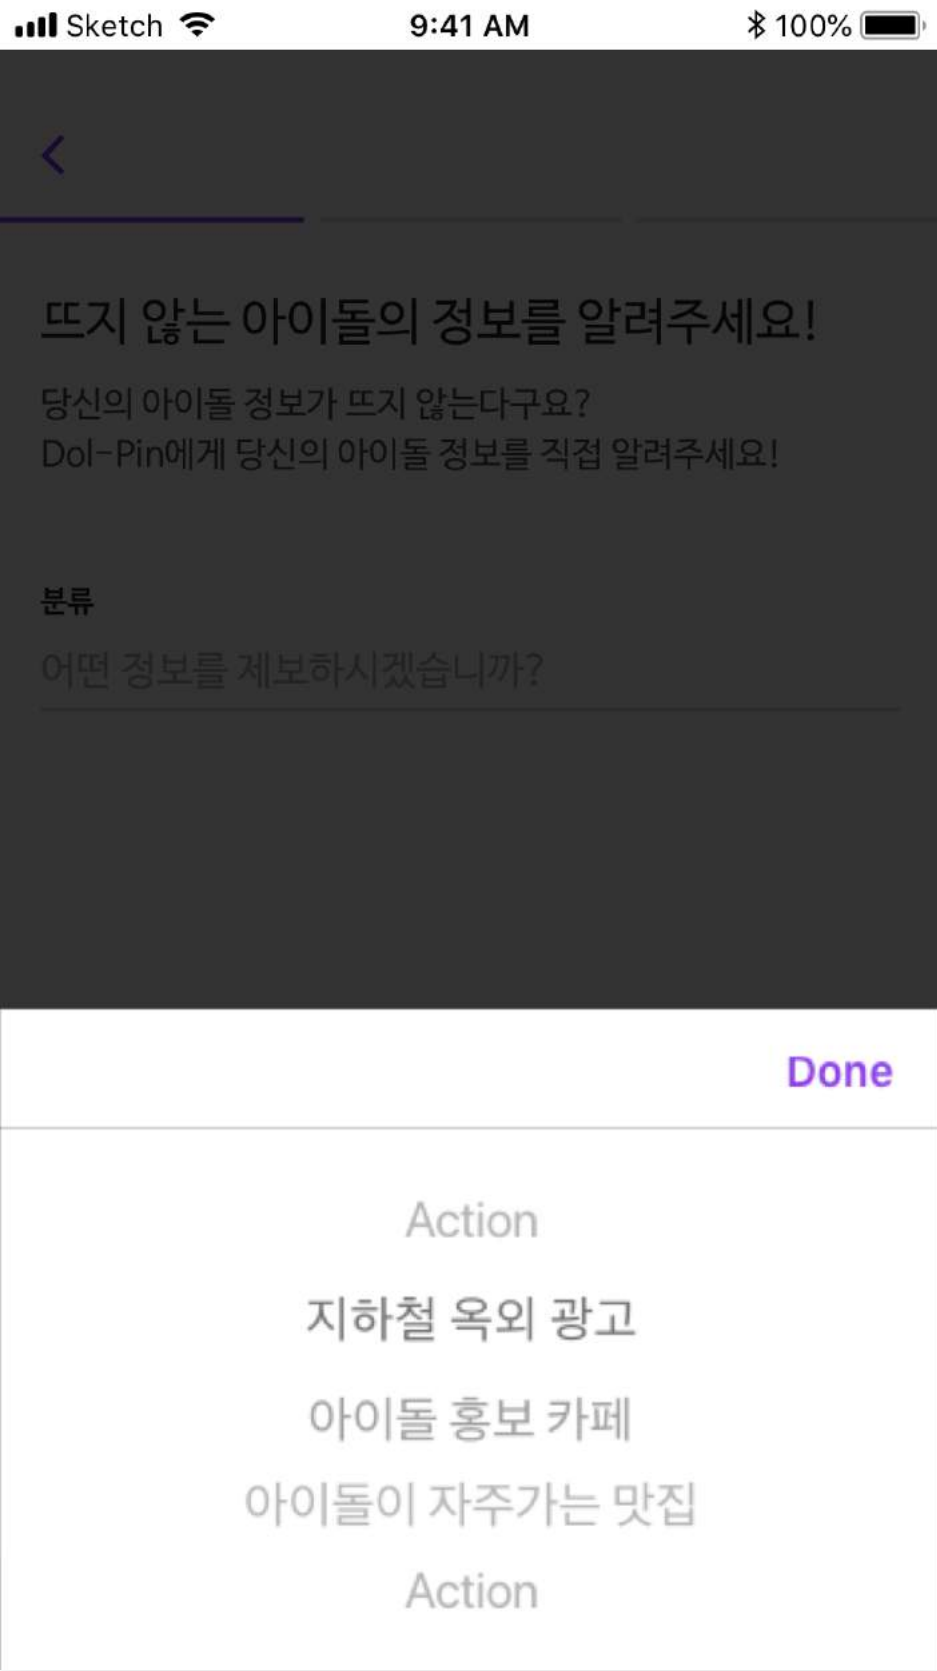 Sketch 9:41 AM 100%
뜨지 않는 아이돌의 정보를 알려주세요!
당신의 아이돌 정보가 뜨지 않는다구요?
Dol-Pin에게 당신의 아이돌 정보를 직접 알려주세요!
분류
어떤 정보를 제보하시겠습니까?
Done
Action
지하철 옥외 광고
아이돌 홍보 카페
아이돌이 자주가는 맛집
Action